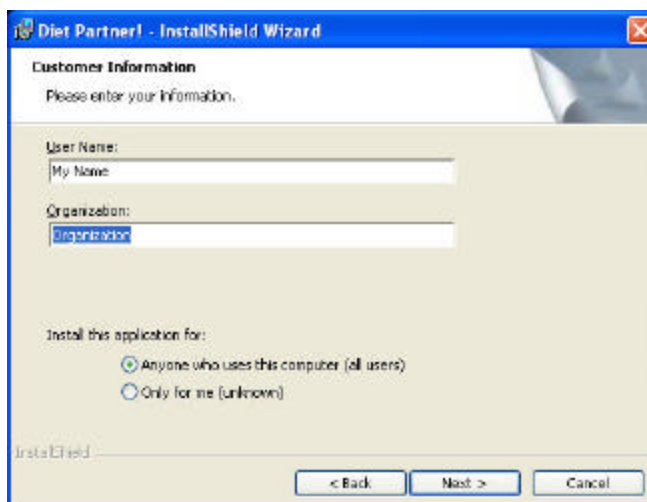 Diet Partner! - InstallShield Wizard
Customer Information
Please enter your information.
User Name:
My Name
Organization:
Organization
Install this application for:
Anyone who uses this computer (all users)
Only for me (unknown)
InstallShield
< Back Next > Cancel